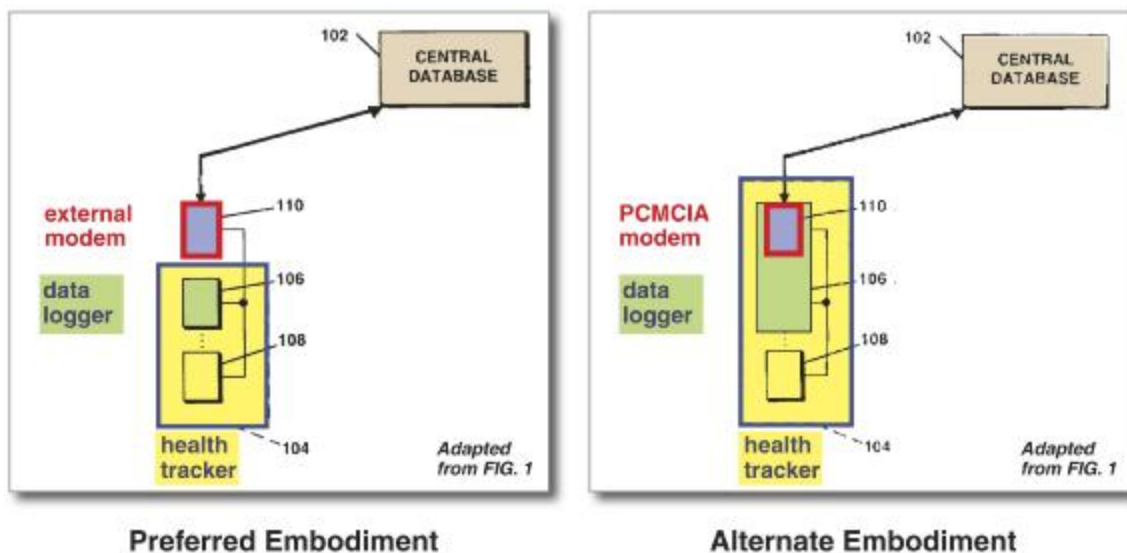 102
CENTRAL
DATABASE
external
modem
110
data
logger
106
108
health
tracker
104
Adapted
from FIG. 1
Preferred Embodiment
102
CENTRAL
DATABASE
PCMCIA
modem
110
data
logger
106
108
health
tracker
104
Adapted
from FIG. 1
Alternate Embodiment